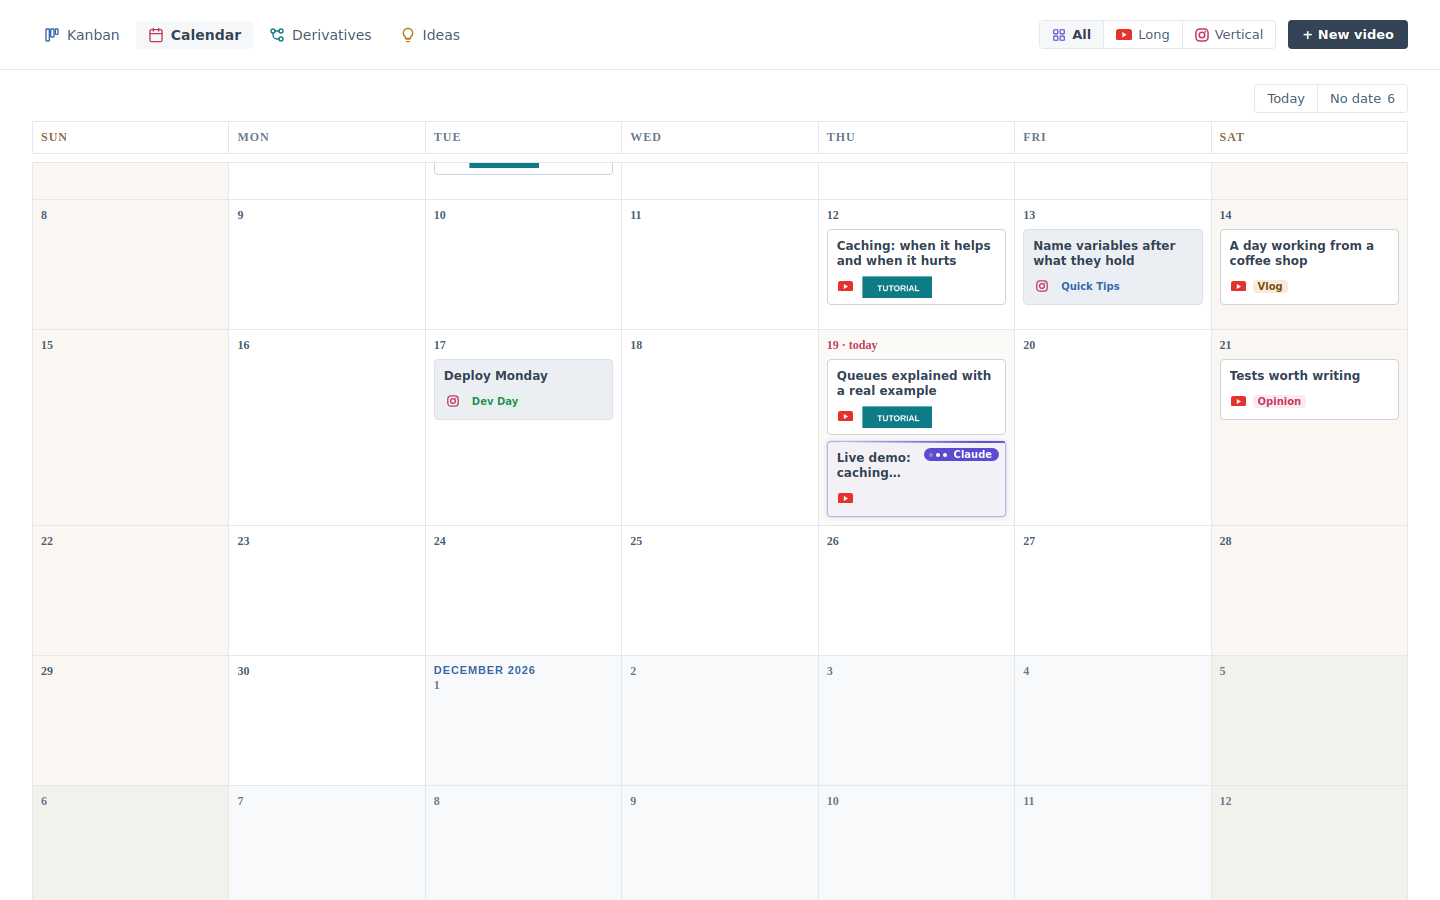 Kanban
Calendar
Derivatives
Ideas
All
Long
Vertical
+ New video
Today
No date 6
SUN
MON
TUE
WED
THU
FRI
SAT
8
9
10
11
12
Caching: when it helps
and when it hurts
TUTORIAL
13
Name variables after
what they hold
Quick Tips
14
A day working from a
coffee shop
Vlog
15
16
17
Deploy Monday
Dev Day
18
19 · today
Queues explained with
a real example
TUTORIAL
Live demo:
caching…
Claude
20
21
Tests worth writing
Opinion
22
23
24
25
26
27
28
29
30
DECEMBER 2026
1
2
3
4
5
6
7
8
9
10
11
12